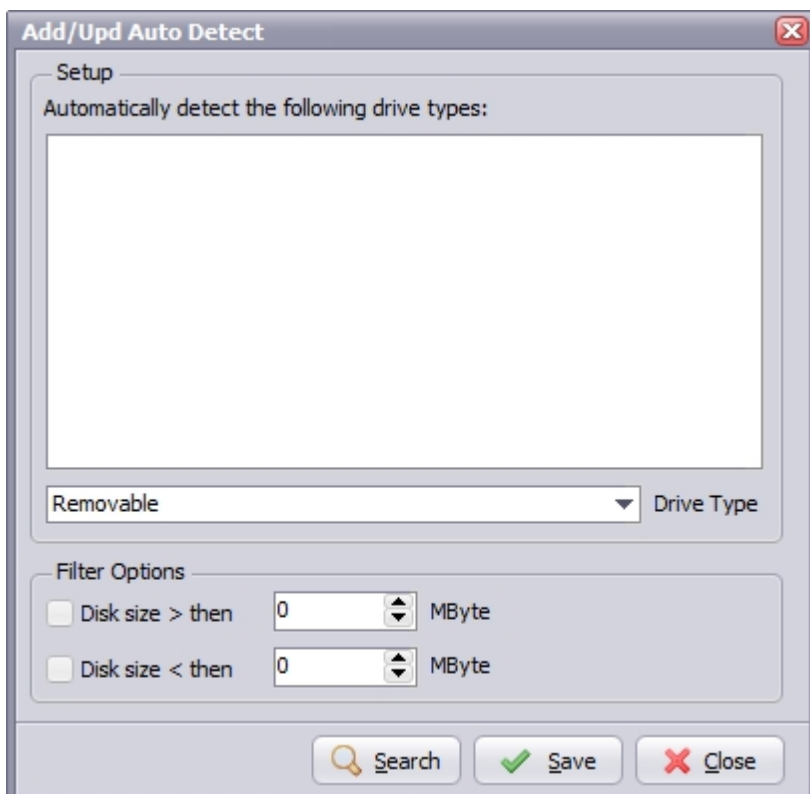 Add/Upd Auto Detect
Setup
Automatically detect the following drive types:
Removable Drive Type
Filter Options
Disk size > then 0 MByte
Disk size < then 0 MByte
Search Save Close